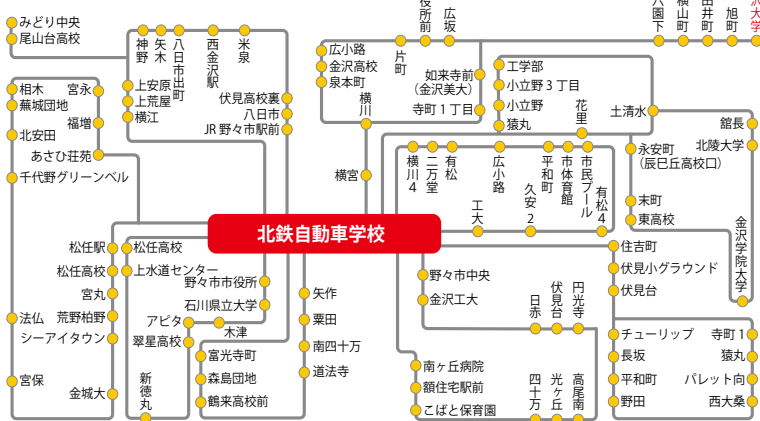 みどり中央
尾山台高校
神野
矢木
八日市出町
西金沢駅
米泉
上安原
上荒屋
横江
伏見高校裏
八日市
JR野々市駅前
広小路
金沢高校
泉本町
片町
役所前
広坂
如来寺前
(金沢美大)
寺町1丁目
横川
横宮
工学部
小立野3丁目
小立野
猿丸
花里
土清水
穴園下
横山町
田井町
旭町
沢大学
舘長
北陵大学
永安町
(辰巳丘高校口)
末町
東高校
金沢学院大学
相木
蕪城団地
北安田
千代野グリーンベル
宮永
福増
あさひ荘苑
横川4
二万堂
有松
広小路
平和町
市体育館
市民プール
有松4
工大
久安2
北鉄自動車学校
松任駅
松任高校
宮丸
荒野柏野
シーアイタウン
金城大
法仏
宮保
松任高校
上水道センター
野々市市役所
石川県立大学
アピタ
木津
翠星高校
新徳丸
富光寺町
森島団地
鶴来高校前
矢作
粟田
南四十万
道法寺
野々市中央
金沢工大
日赤
伏見台
円光寺
南ヶ丘病院
額住宅駅前
こばと保育園
四十万
光ヶ丘
高尾南
住吉町
伏見小グラウンド
伏見台
チューリップ
長坂
平和町
野田
寺町1
猿丸
パレット向
西大桑